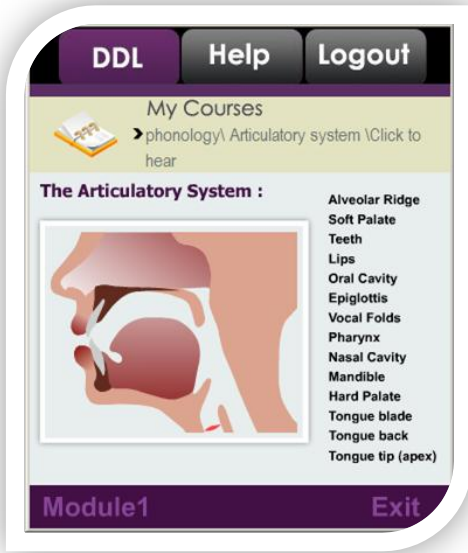 DDL Help Logout
My Courses
phonology\ Articulatory system \Click to
hear
The Articulatory System :
Alveolar Ridge
Soft Palate
Teeth
Lips
Oral Cavity
Epiglottis
Vocal Folds
Pharynx
Nasal Cavity
Mandible
Hard Palate
Tongue blade
Tongue back
Tongue tip (apex)
Module1 Exit